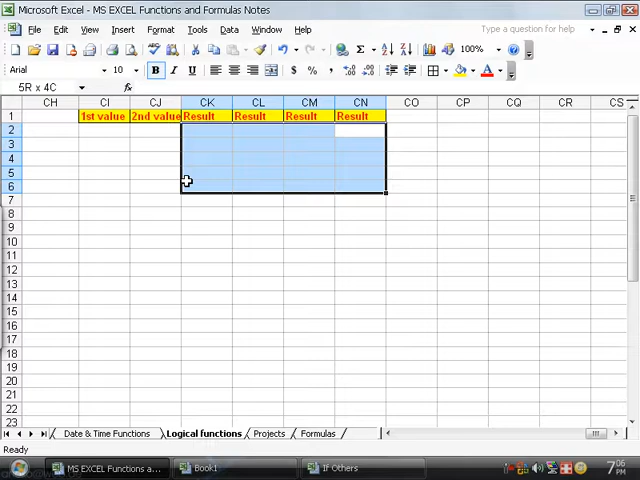 Microsoft Excel - MS EXCEL Functions and Formulas Notes
File Edit View Insert Format Tools Data Window Help Type a question for help
Σ 100%
Arial 10 B I U $ %
5R x 4C fx
CH CI CJ CK CL CM CN CO CP CQ CR CS
1 1st value 2nd value Result Result Result Result
2
3
4
5
6
7
8
9
10
11
12
13
14
15
16
17
18
19
20
21
22
23
Date & Time Functions Logical functions Projects Formulas
Ready
MS EXCEL Functions a... Book1 If Others 7:06 PM